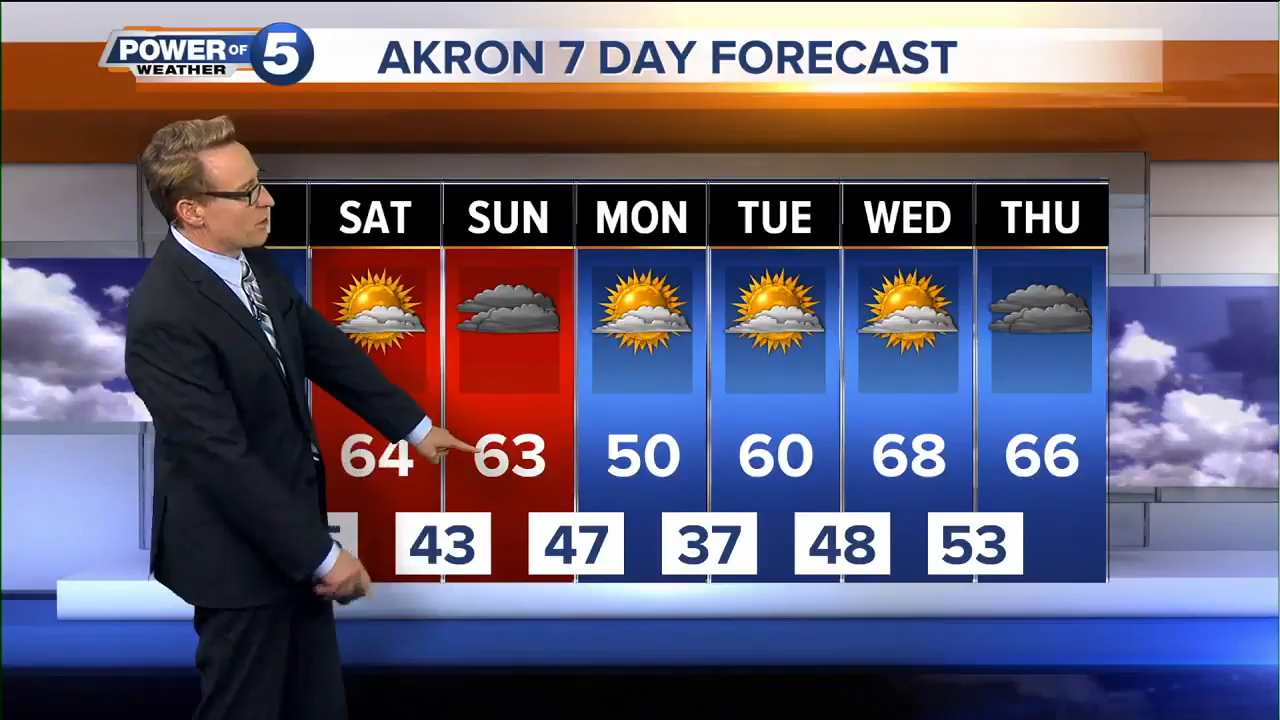 POWER OF 5
WEATHER
AKRON 7 DAY FORECAST
SAT SUN MON TUE WED THU
64 63 50 60 68 66
43 47 37 48 53